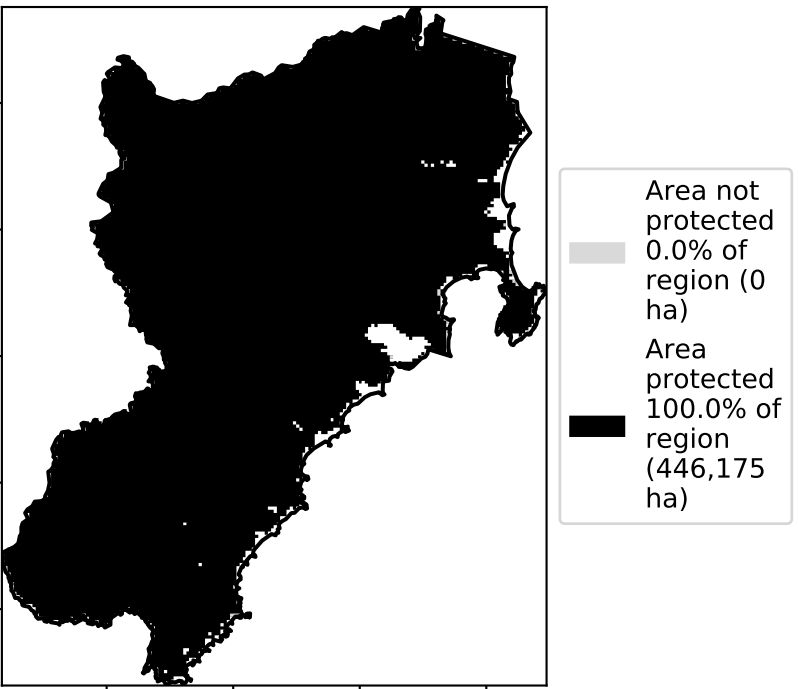 Area not
protected
0.0% of
region (0
ha)
Area
protected
100.0% of
region
(446,175
ha)